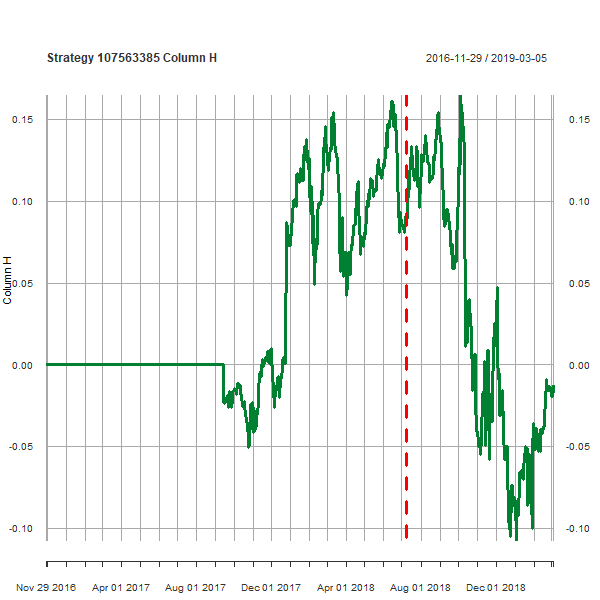 Strategy 107563385 Column H
2016-11-29 / 2019-03-05
Column H
0.15
0.10
0.05
0.00
-0.05
-0.10
0.15
0.10
0.05
0.00
-0.05
-0.10
Nov 29 2016
Apr 01 2017
Aug 01 2017
Dec 01 2017
Apr 01 2018
Aug 01 2018
Dec 01 2018